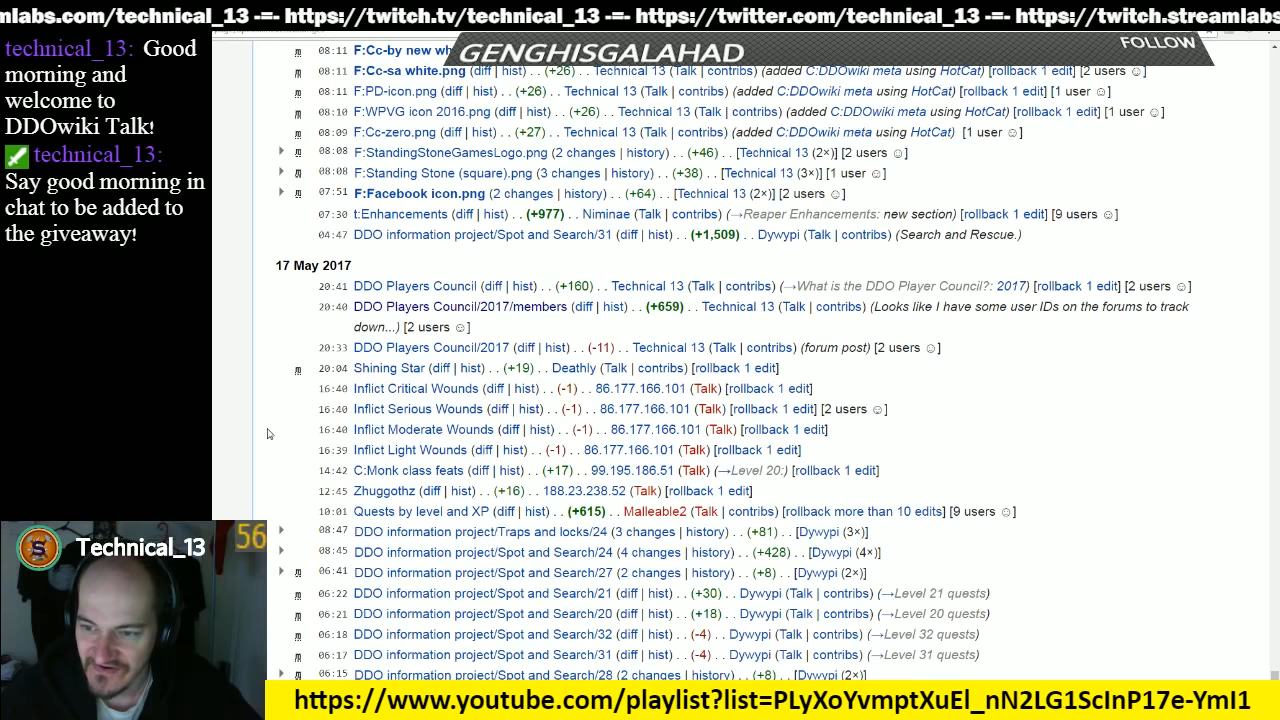 mlabs.com/technical_13 -=- https://twitch.tv/technical_13 -=- https://twitter.com/technical_13 -=- https://twitch.streamlabs
technical_13: Good
morning and
welcome to
DDOwiki Talk!
technical_13:
Say good morning in
chat to be added to
the giveaway!
GENGHISGALAHAD
FOLLOW
m 08:11 F:Cc-by new wh
m 08:11 F:Cc-sa white.png (diff | hist) . . (+26) . . Technical 13 (Talk | contribs) (added C:DDOwiki meta using HotCat) [rollback 1 edit] [2 users ☺]
m 08:11 F:PD-icon.png (diff | hist) . . (+26) . . Technical 13 (Talk | contribs) (added C:DDOwiki meta using HotCat) [rollback 1 edit] [1 user ☺]
m 08:10 F:WPVG icon 2016.png (diff | hist) . . (+26) . . Technical 13 (Talk | contribs) (added C:DDOwiki meta using HotCat) [rollback 1 edit] [1 user ☺]
m 08:09 F:Cc-zero.png (diff | hist) . . (+27) . . Technical 13 (Talk | contribs) (added C:DDOwiki meta using HotCat) [1 user ☺]
m 08:08 F:StandingStoneGamesLogo.png (2 changes | history) . . (+46) . . [Technical 13 (2×)] [2 users ☺]
m 08:08 F:Standing Stone (square).png (3 changes | history) . . (+38) . . [Technical 13 (3×)] [1 user ☺]
m 07:51 F:Facebook icon.png (2 changes | history) . . (+64) . . [Technical 13 (2×)] [2 users ☺]
07:30 t:Enhancements (diff | hist) . . (+977) . . Niminae (Talk | contribs) (→Reaper Enhancements: new section) [rollback 1 edit] [9 users ☺]
04:47 DDO information project/Spot and Search/31 (diff | hist) . . (+1,509) . . Dywypi (Talk | contribs) (Search and Rescue.)
17 May 2017
20:41 DDO Players Council (diff | hist) . . (+160) . . Technical 13 (Talk | contribs) (→What is the DDO Player Council?: 2017) [rollback 1 edit] [2 users ☺]
20:40 DDO Players Council/2017/members (diff | hist) . . (+659) . . Technical 13 (Talk | contribs) (Looks like I have some user IDs on the forums to track
down...) [2 users ☺]
20:33 DDO Players Council/2017 (diff | hist) . . (-11) . . Technical 13 (Talk | contribs) (forum post) [2 users ☺]
m 20:04 Shining Star (diff | hist) . . (+19) . . Deathly (Talk | contribs) [rollback 1 edit]
16:40 Inflict Critical Wounds (diff | hist) . . (-1) . . 86.177.166.101 (Talk) [rollback 1 edit]
16:40 Inflict Serious Wounds (diff | hist) . . (-1) . . 86.177.166.101 (Talk) [rollback 1 edit] [2 users ☺]
16:40 Inflict Moderate Wounds (diff | hist) . . (-1) . . 86.177.166.101 (Talk) [rollback 1 edit]
16:39 Inflict Light Wounds (diff | hist) . . (-1) . . 86.177.166.101 (Talk) [rollback 1 edit]
14:42 C:Monk class feats (diff | hist) . . (+17) . . 99.195.186.51 (Talk) (→Level 20:) [rollback 1 edit]
12:45 Zhuggothz (diff | hist) . . (+16) . . 188.23.238.52 (Talk) [rollback 1 edit]
10:01 Quests by level and XP (diff | hist) . . (+615) . . Malleable2 (Talk | contribs) [rollback more than 10 edits] [9 users ☺]
08:47 DDO information project/Traps and locks/24 (3 changes | history) . . (+81) . . [Dywypi (3×)]
08:45 DDO information project/Spot and Search/24 (4 changes | history) . . (+428) . . [Dywypi (4×)]
m 06:41 DDO information project/Spot and Search/27 (2 changes | history) . . (+8) . . [Dywypi (2×)]
m 06:22 DDO information project/Spot and Search/21 (diff | hist) . . (+30) . . Dywypi (Talk | contribs) (→Level 21 quests)
m 06:21 DDO information project/Spot and Search/20 (diff | hist) . . (+18) . . Dywypi (Talk | contribs) (→Level 20 quests)
m 06:18 DDO information project/Spot and Search/32 (diff | hist) . . (-4) . . Dywypi (Talk | contribs) (→Level 32 quests)
m 06:17 DDO information project/Spot and Search/31 (diff | hist) . . (-4) . . Dywypi (Talk | contribs) (→Level 31 quests)
m 06:15 DDO information project/Spot and Search/28 (2 changes | history) . . (+8) . . [Dywypi (2×)]
Technical_13
56
https://www.youtube.com/playlist?list=PLyXoYvmptXuEl_nN2LG1ScInP17e-YmI1